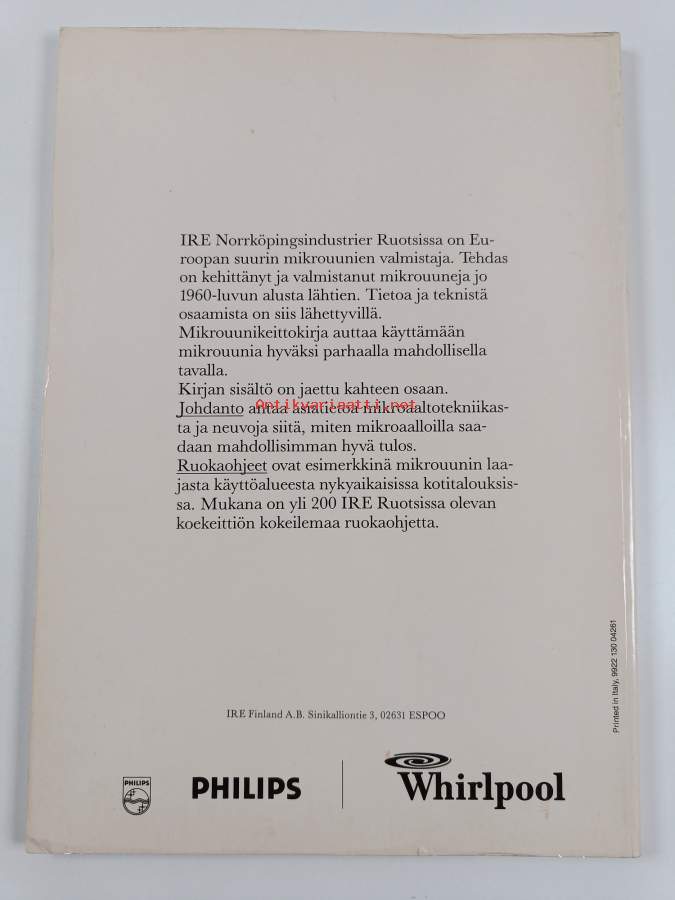 IRE Norrköpingsindustrier Ruotsissa on Eu-
roopan suurin mikrouunien valmistaja. Tehdas
on kehittänyt ja valmistanut mikrouuneja jo
1960-luvun alusta lähtien. Tietoa ja teknistä
osaamista on siis lähettyvillä.
Mikrouunikeittokirja auttaa käyttämään
mikrouunia hyväksi parhaalla mahdollisella
tavalla.
Kirjan sisältö on jaettu kahteen osaan.
Johdanto antaa asiatietoa mikroaaltotekniikas-
Antikvariaatti.net
ta ja neuvoja siitä, miten mikroaalloilla saa-
daan mahdollisimman hyvä tulos.
Ruokaohjeet ovat esimerkkinä mikrouunin laa-
jasta käyttöalueesta nykyaikaisissa kotitalouksis-
sa. Mukana on yli 200 IRE Ruotsissa olevan
koekeittiön kokeilemaa ruokaohjetta.
Printed in Italy, 9922 130 04261
IRE Finland A.B. Sinikalliontie 3, 02631 ESPOO
PHILIPS
PHILIPS
Whirlpool